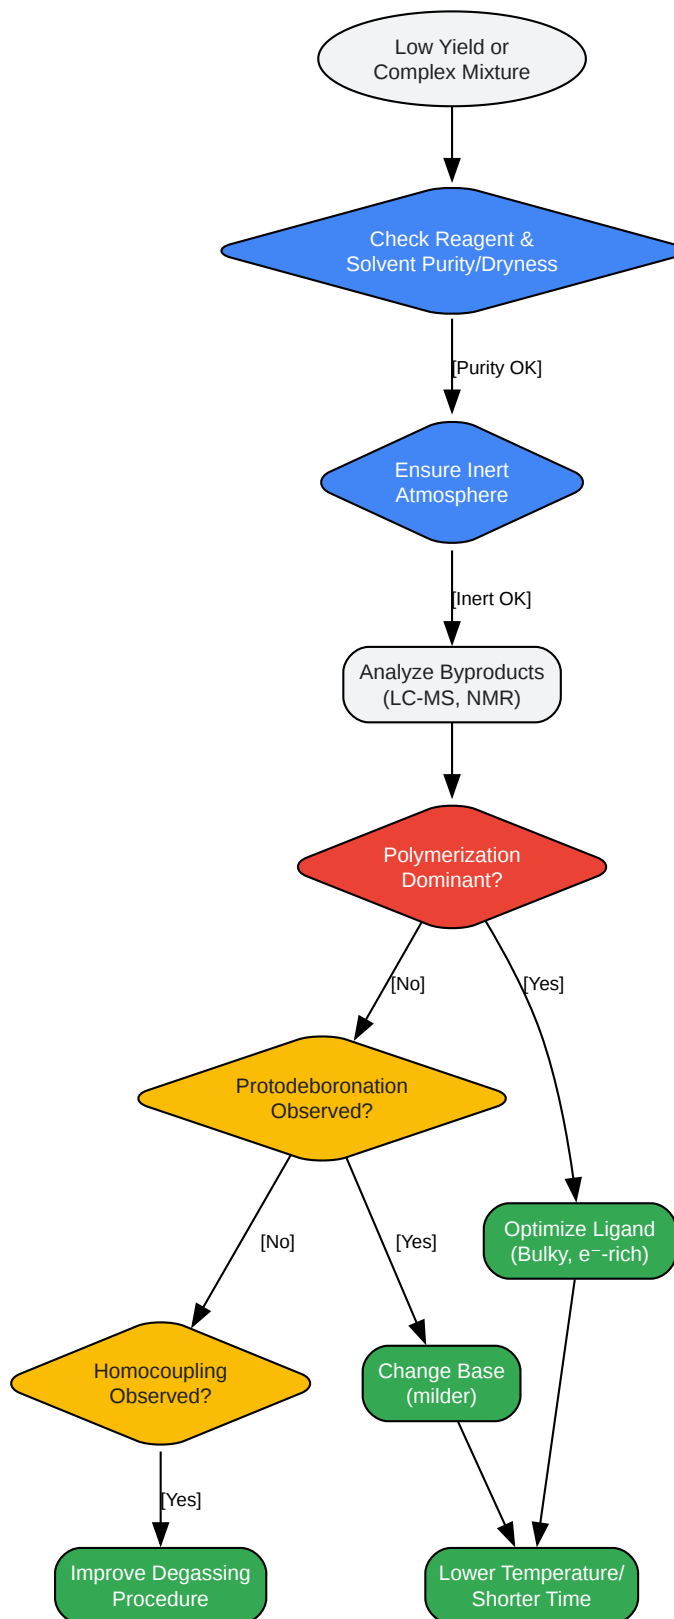 Low Yield or
Complex Mixture
Check Reagent &
Solvent Purity/Dryness
[Purity OK]
Ensure Inert
Atmosphere
[Inert OK]
Analyze Byproducts
(LC-MS, NMR)
Polymerization
Dominant?
[No]
[Yes]
Protodeboronation
Observed?
[No]
[Yes]
Optimize Ligand
(Bulky, e⁻-rich)
Homocoupling
Observed?
Change Base
(milder)
[Yes]
Improve Degassing
Procedure
Lower Temperature/
Shorter Time